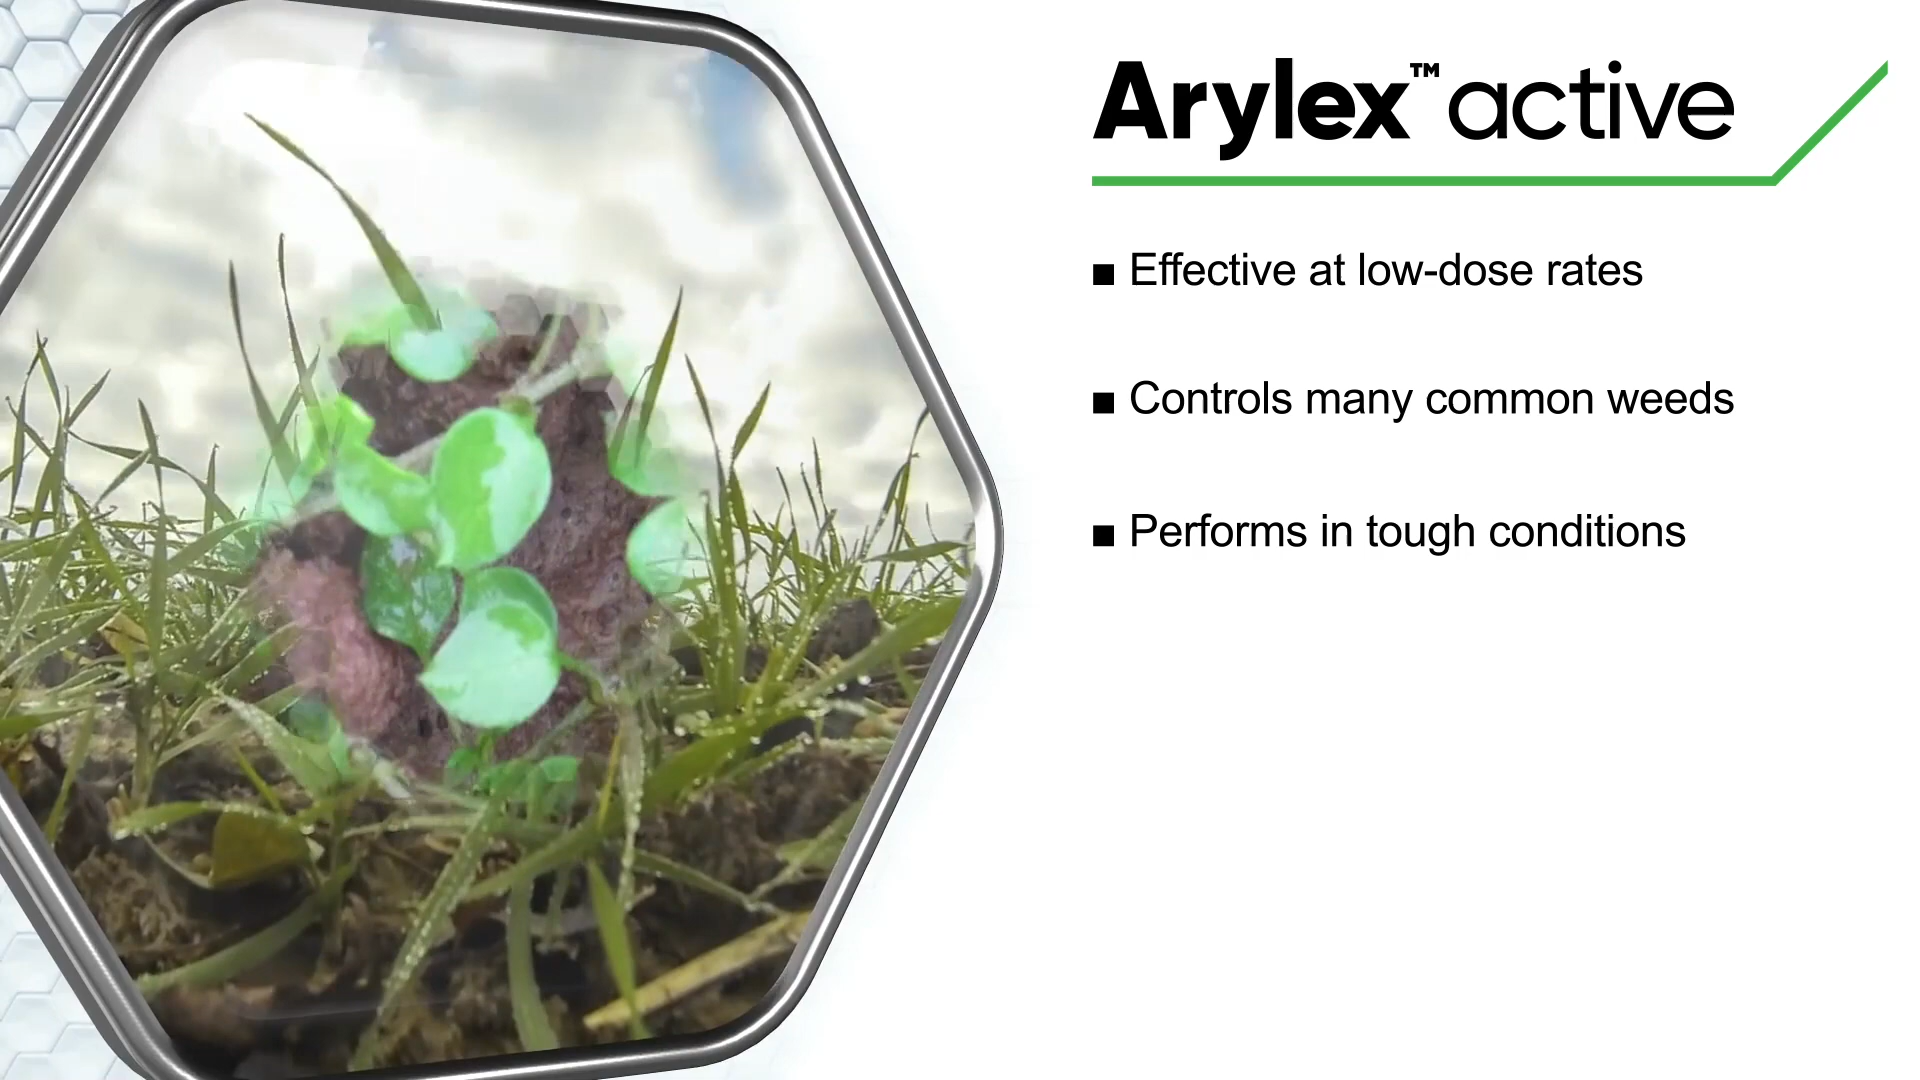 Arylex™ active
■ Effective at low-dose rates
■ Controls many common weeds
■ Performs in tough conditions